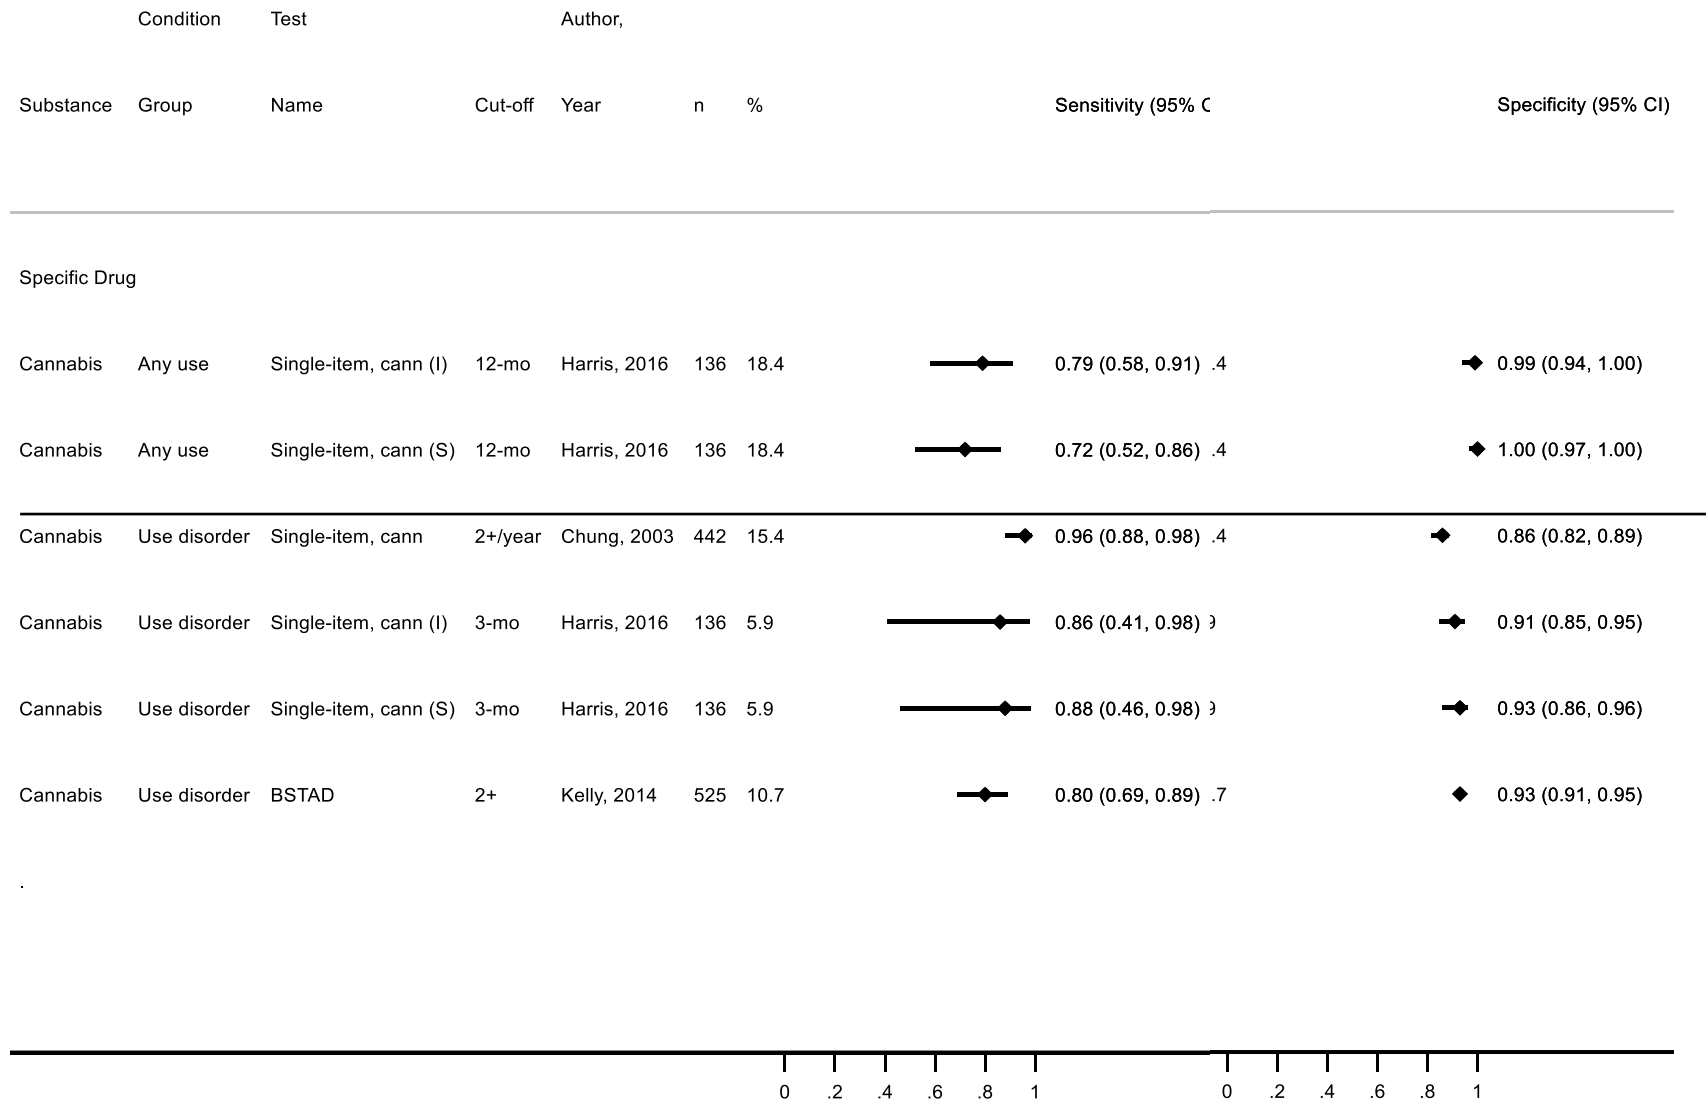 Condition Test Author,
Substance Group Name Cut-off Year n % Sensitivity (95% C Specificity (95% CI)
Specific Drug
Cannabis Any use Single-item, cann (I) 12-mo Harris, 2016 136 18.4 0.79 (0.58, 0.91) .4 0.99 (0.94, 1.00)
Cannabis Any use Single-item, cann (S) 12-mo Harris, 2016 136 18.4 0.72 (0.52, 0.86) .4 1.00 (0.97, 1.00)
Cannabis Use disorder Single-item, cann 2+/year Chung, 2003 442 15.4 0.96 (0.88, 0.98) .4 0.86 (0.82, 0.89)
Cannabis Use disorder Single-item, cann (I) 3-mo Harris, 2016 136 5.9 0.86 (0.41, 0.98) 9 0.91 (0.85, 0.95)
Cannabis Use disorder Single-item, cann (S) 3-mo Harris, 2016 136 5.9 0.88 (0.46, 0.98) 9 0.93 (0.86, 0.96)
Cannabis Use disorder BSTAD 2+ Kelly, 2014 525 10.7 0.80 (0.69, 0.89) .7 0.93 (0.91, 0.95)
.
0 .2 .4 .6 .8 1 0 .2 .4 .6 .8 1